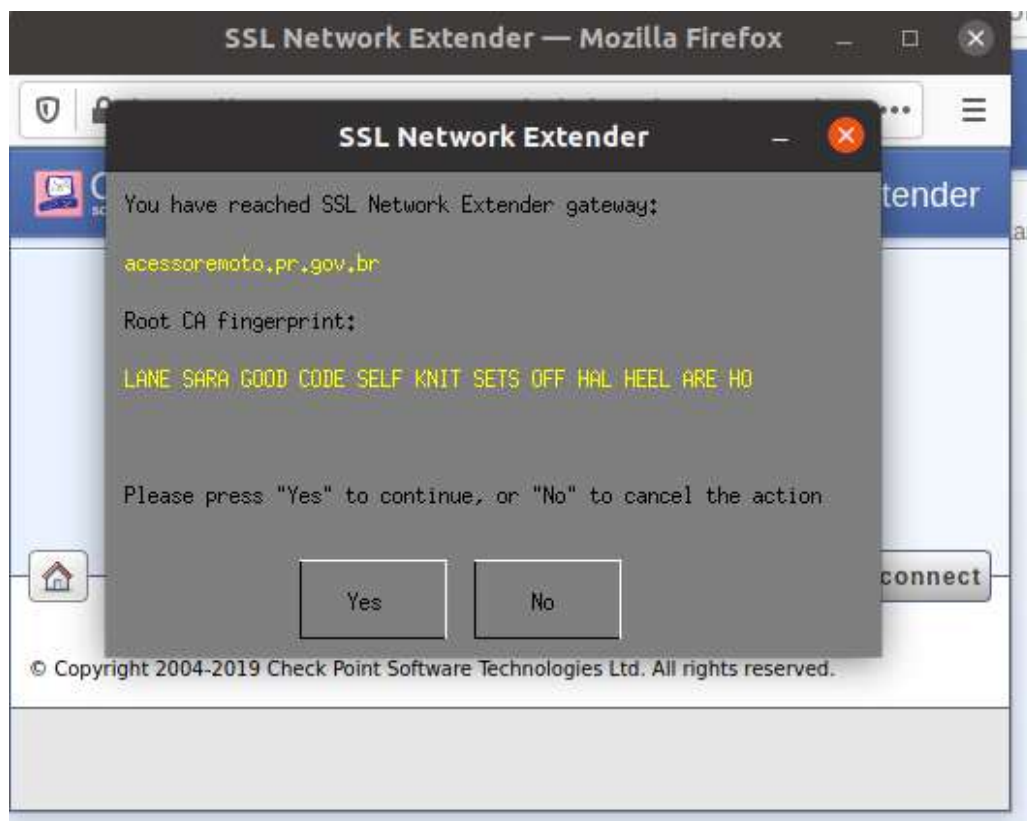 SSL Network Extender — Mozilla Firefox
SSL Network Extender
tender
You have reached SSL Network Extender gateway:
acessoremoto.pr.gov.br
Root CA fingerprint:
LANE SARA GOOD CODE SELF KNIT SETS OFF HAL HEEL ARE HO
Please press "Yes" to continue, or "No" to cancel the action
Yes No
connect
© Copyright 2004-2019 Check Point Software Technologies Ltd. All rights reserved.